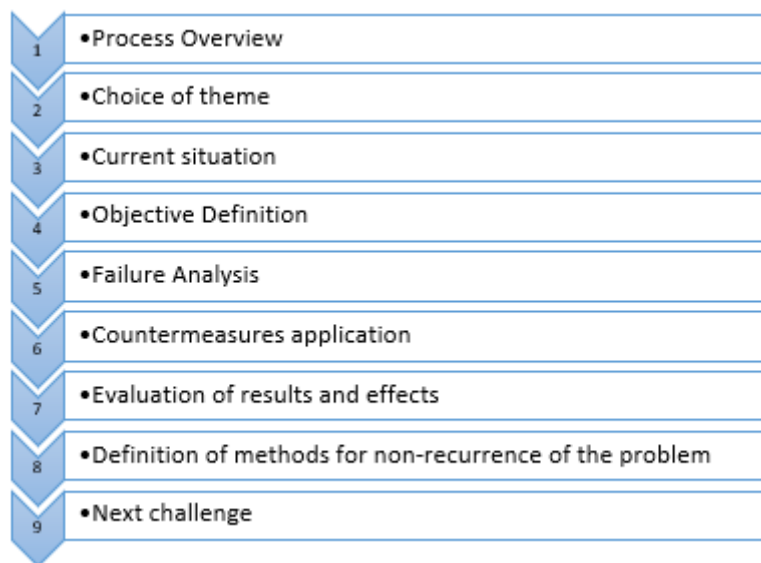 1 •Process Overview
2 •Choice of theme
3 •Current situation
4 •Objective Definition
5 •Failure Analysis
6 •Countermeasures application
7 •Evaluation of results and effects
8 •Definition of methods for non-recurrence of the problem
9 •Next challenge